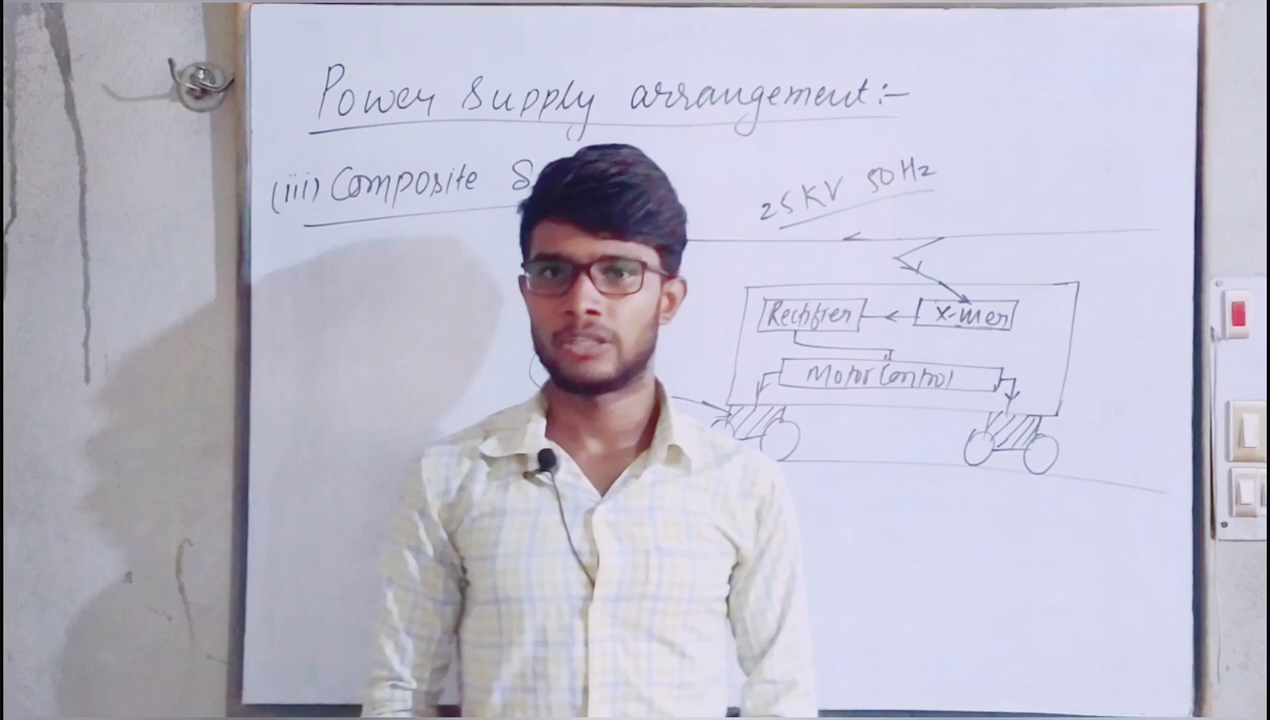 Power supply arrangement:-
(iii) Composite S
25KV 50Hz
Rectifier X-mer
Motor Control